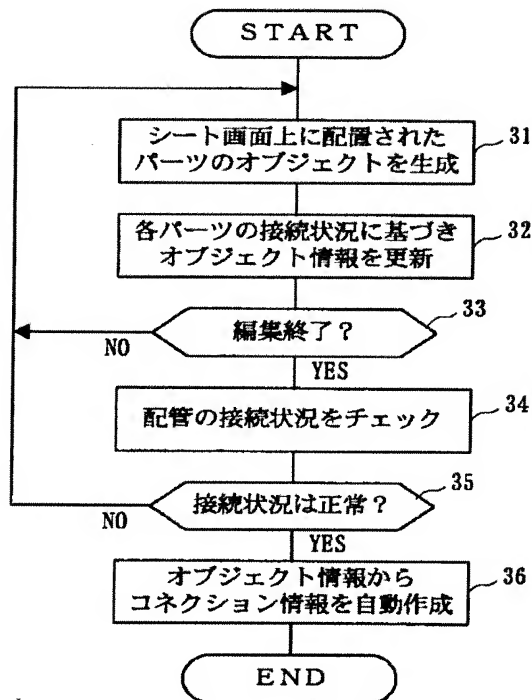 START
シート画面上に配置された
パーツのオブジェクトを生成
31
各パーツの接続状況に基づき
オブジェクト情報を更新
32
編集終了？
33
NO
YES
配管の接続状況をチェック
34
接続状況は正常？
35
NO
YES
オブジェクト情報から
コネクション情報を自動作成
36
END